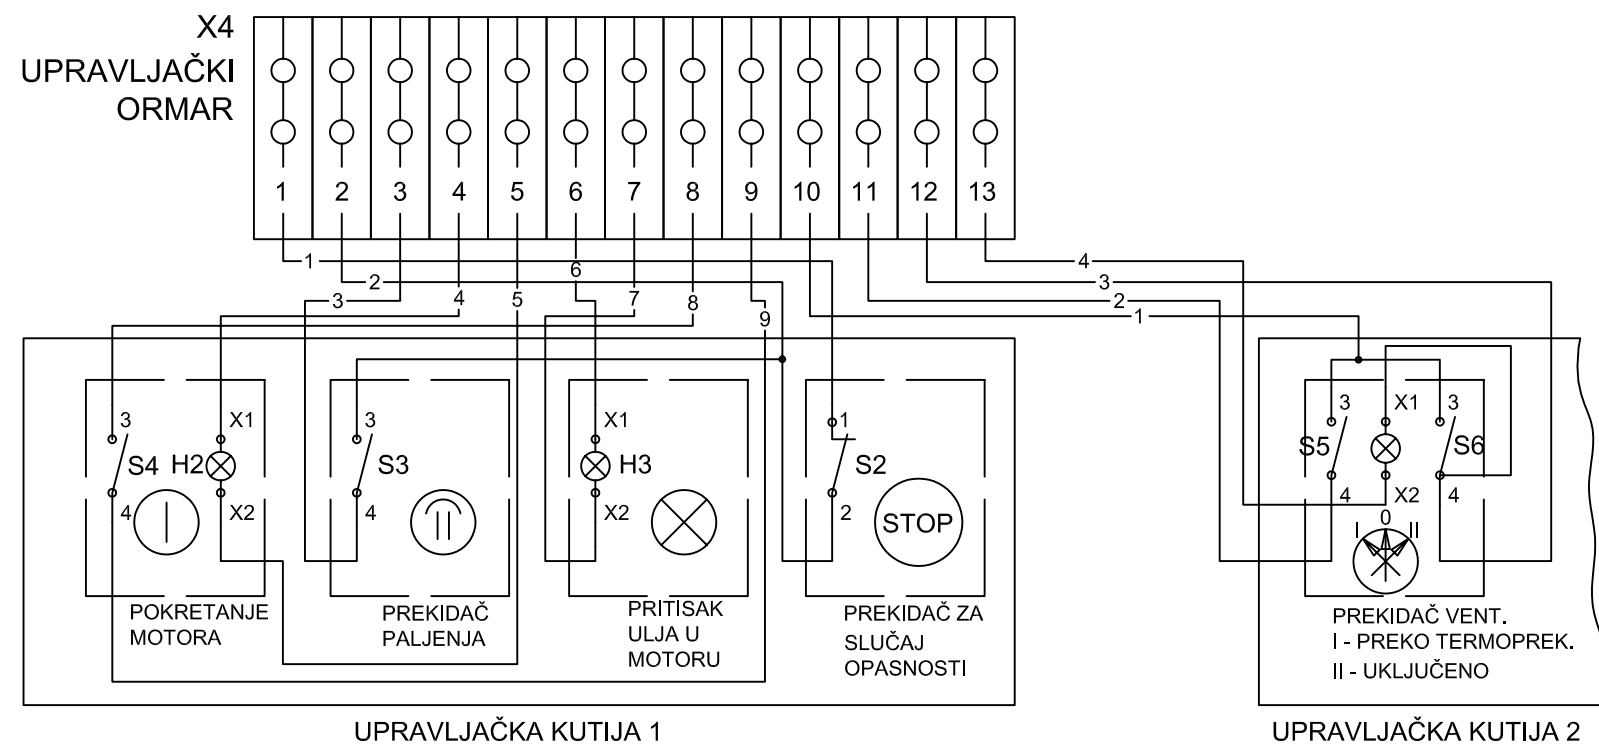 X4
UPRAVLJAČKI
ORMAR
1 2 3 4 5 6 7 8 9 10 11 12 13
1
4
6
2
3
3
4
5
7
8
2
9
1
3 X1 3 X1 1 3 X1 3
S4 H2 S3 H3 S2 S5 S6
4 X2 4 X2 2 4 X2 4
STOP
I 0 II
POKRETANJE
MOTORA
PREKIDAČ
PALJENJA
PRITISAK
ULJA U
MOTORU
PREKIDAČ ZA
SLUČAJ
OPASNOSTI
PREKIDAČ VENT.
I - PREKO TERMOPREK.
II - UKLJUČENO
UPRAVLJAČKA KUTIJA 1
UPRAVLJAČKA KUTIJA 2